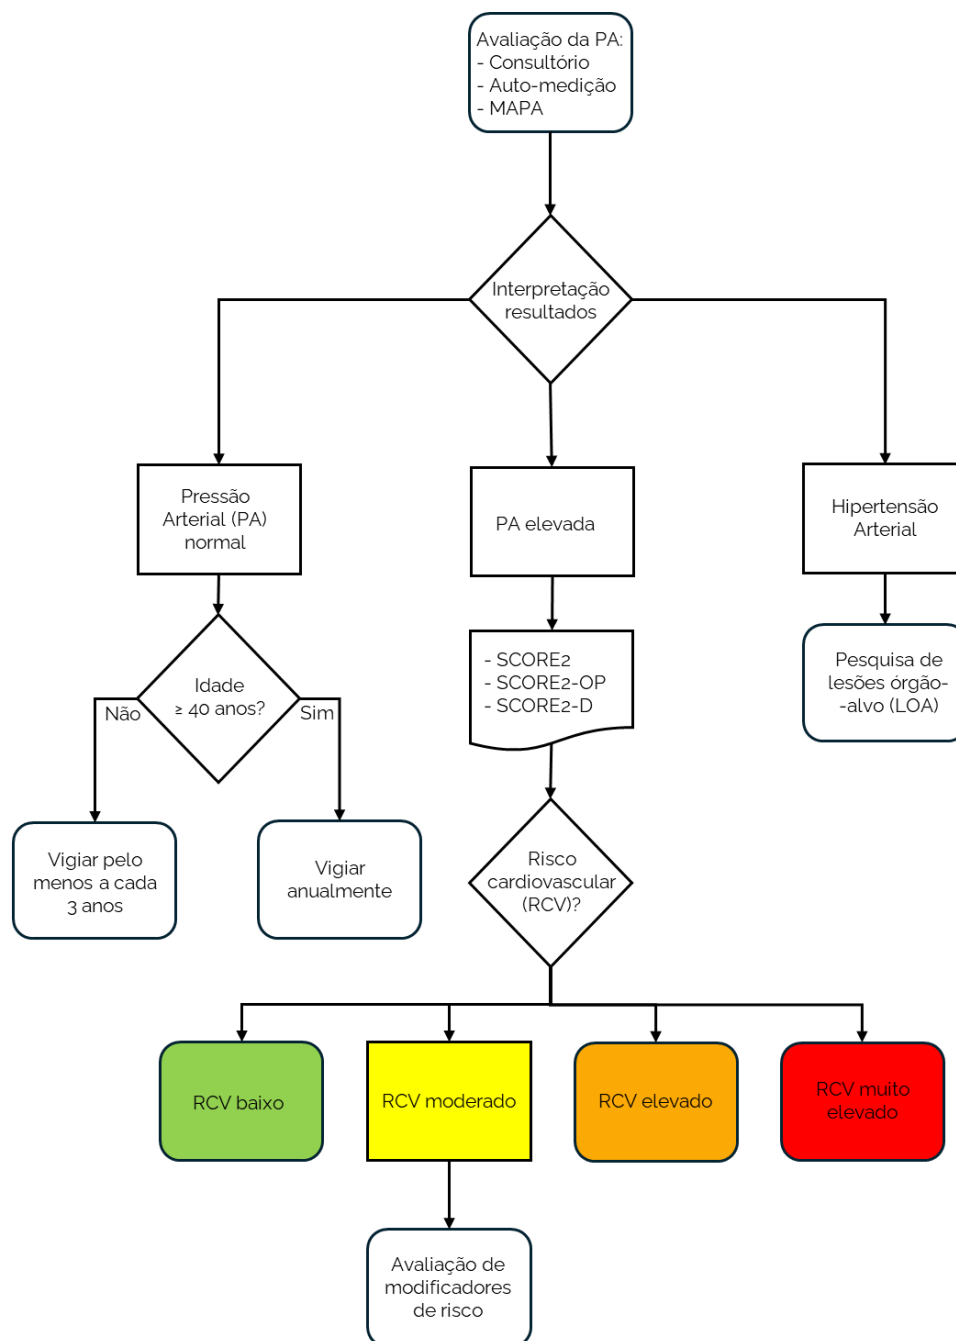 Avaliação da PA:
- Consultório
- Auto-medição
- MAPA
Interpretação
resultados
Pressão
Arterial (PA)
normal
PA elevada
Hipertensão
Arterial
Idade
≥ 40 anos?
Não
Sim
- SCORE2
- SCORE2-OP
- SCORE2-D
Pesquisa de
lesões órgão-
-alvo (LOA)
Vigiar pelo
menos a cada
3 anos
Vigiar
anualmente
Risco
cardiovascular
(RCV)?
RCV baixo
RCV moderado
RCV elevado
RCV muito
elevado
Avaliação de
modificadores
de risco